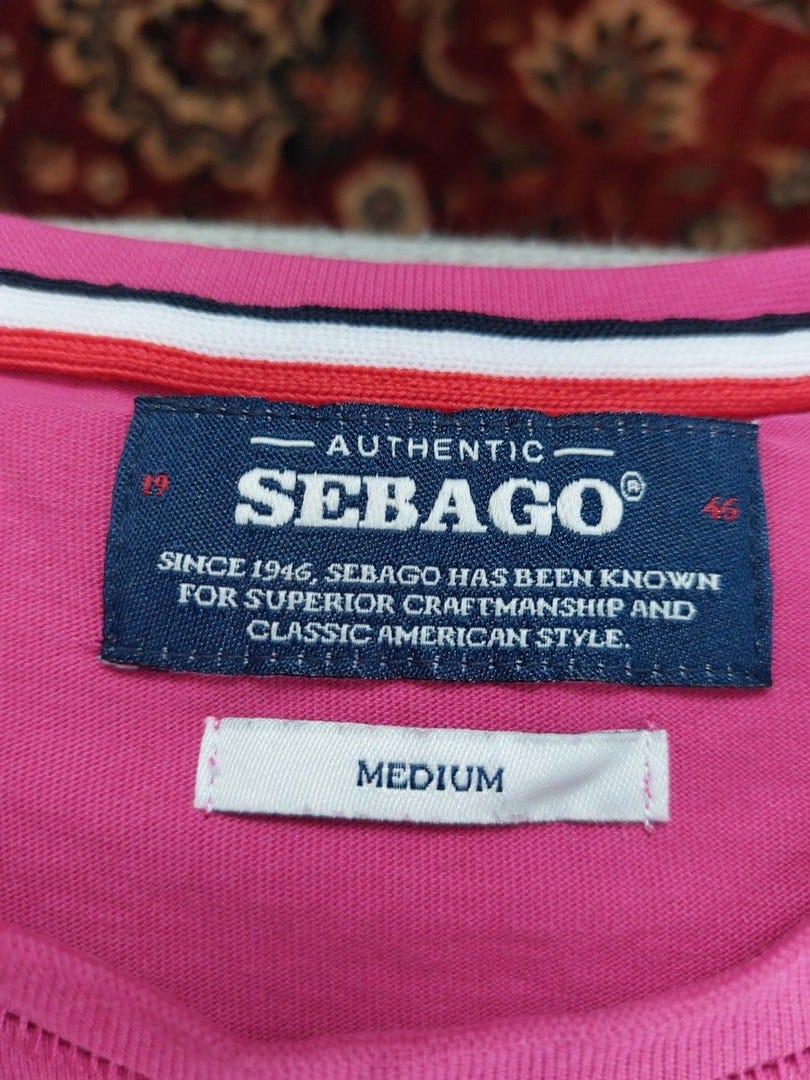 AUTHENTIC
19 SEBAGO® 46
SINCE 1946, SEBAGO HAS BEEN KNOWN
FOR SUPERIOR CRAFTMANSHIP AND
CLASSIC AMERICAN STYLE.
MEDIUM